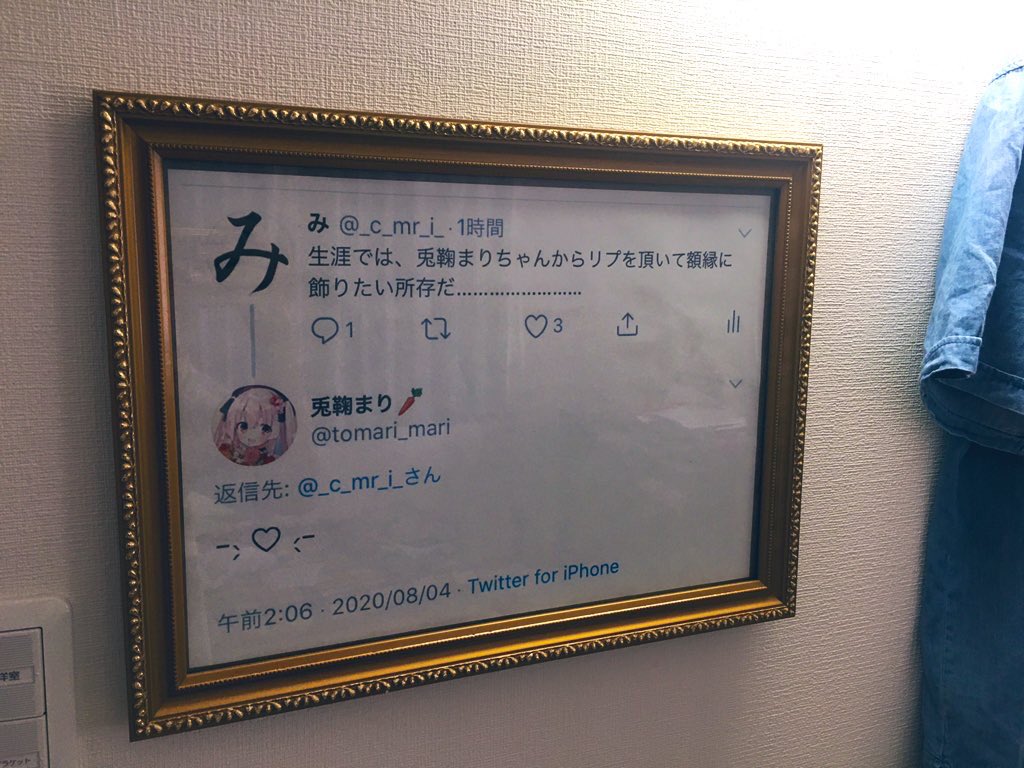 み
み @_c_mr_i_ · 1時間
生涯では、兎鞠まりちゃんからリプを頂いて額縁に
飾りたい所存だ……………………
1 3
兎鞠まり🥕
@tomari_mari
返信先: @_c_mr_i_さん
午前2:06 · 2020/08/04 · Twitter for iPhone
洋室